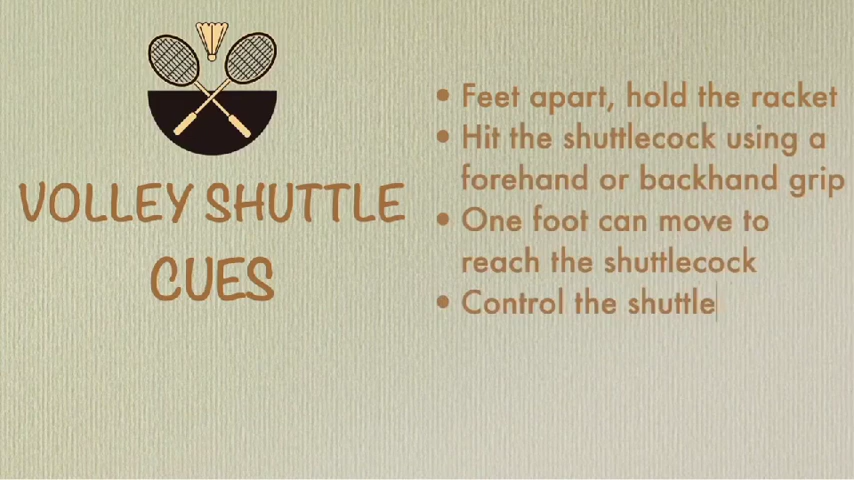 VOLLEY SHUTTLE
CUES
• Feet apart, hold the racket
• Hit the shuttlecock using a
forehand or backhand grip
• One foot can move to
reach the shuttlecock
• Control the shuttle